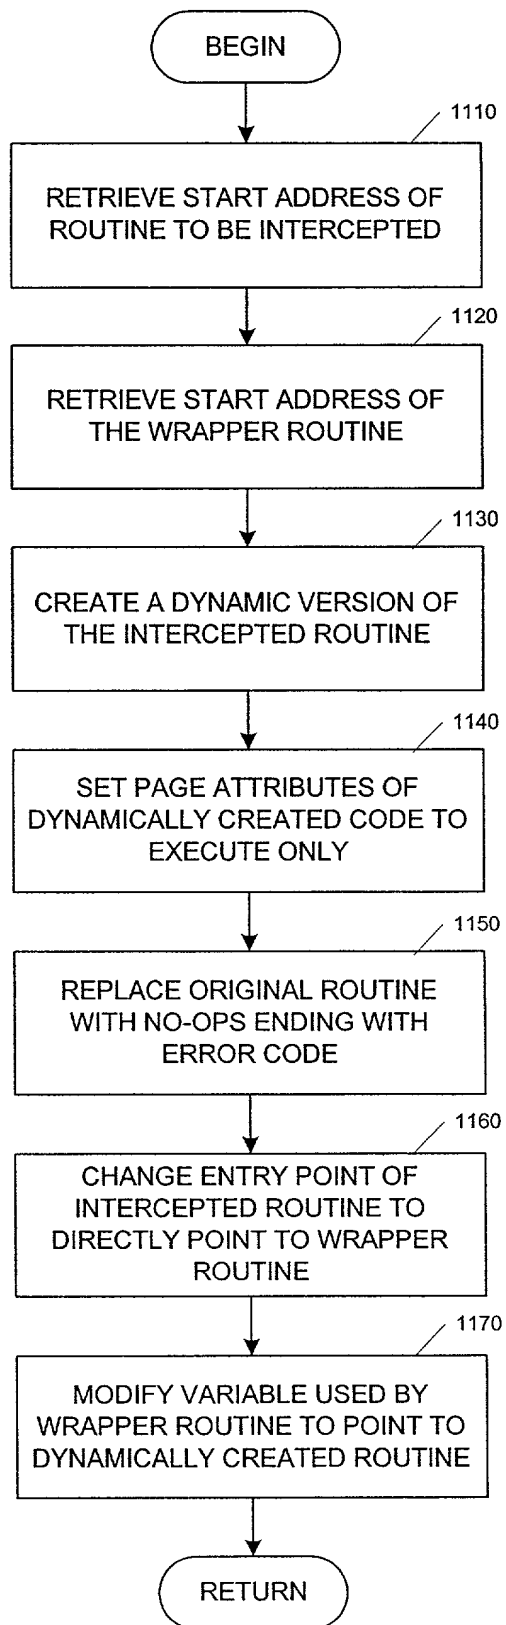 BEGIN
1110
RETRIEVE START ADDRESS OF
ROUTINE TO BE INTERCEPTED
1120
RETRIEVE START ADDRESS OF
THE WRAPPER ROUTINE
1130
CREATE A DYNAMIC VERSION OF
THE INTERCEPTED ROUTINE
1140
SET PAGE ATTRIBUTES OF
DYNAMICALLY CREATED CODE TO
EXECUTE ONLY
1150
REPLACE ORIGINAL ROUTINE
WITH NO-OPS ENDING WITH
ERROR CODE
1160
CHANGE ENTRY POINT OF
INTERCEPTED ROUTINE TO
DIRECTLY POINT TO WRAPPER
ROUTINE
1170
MODIFY VARIABLE USED BY
WRAPPER ROUTINE TO POINT TO
DYNAMICALLY CREATED ROUTINE
RETURN